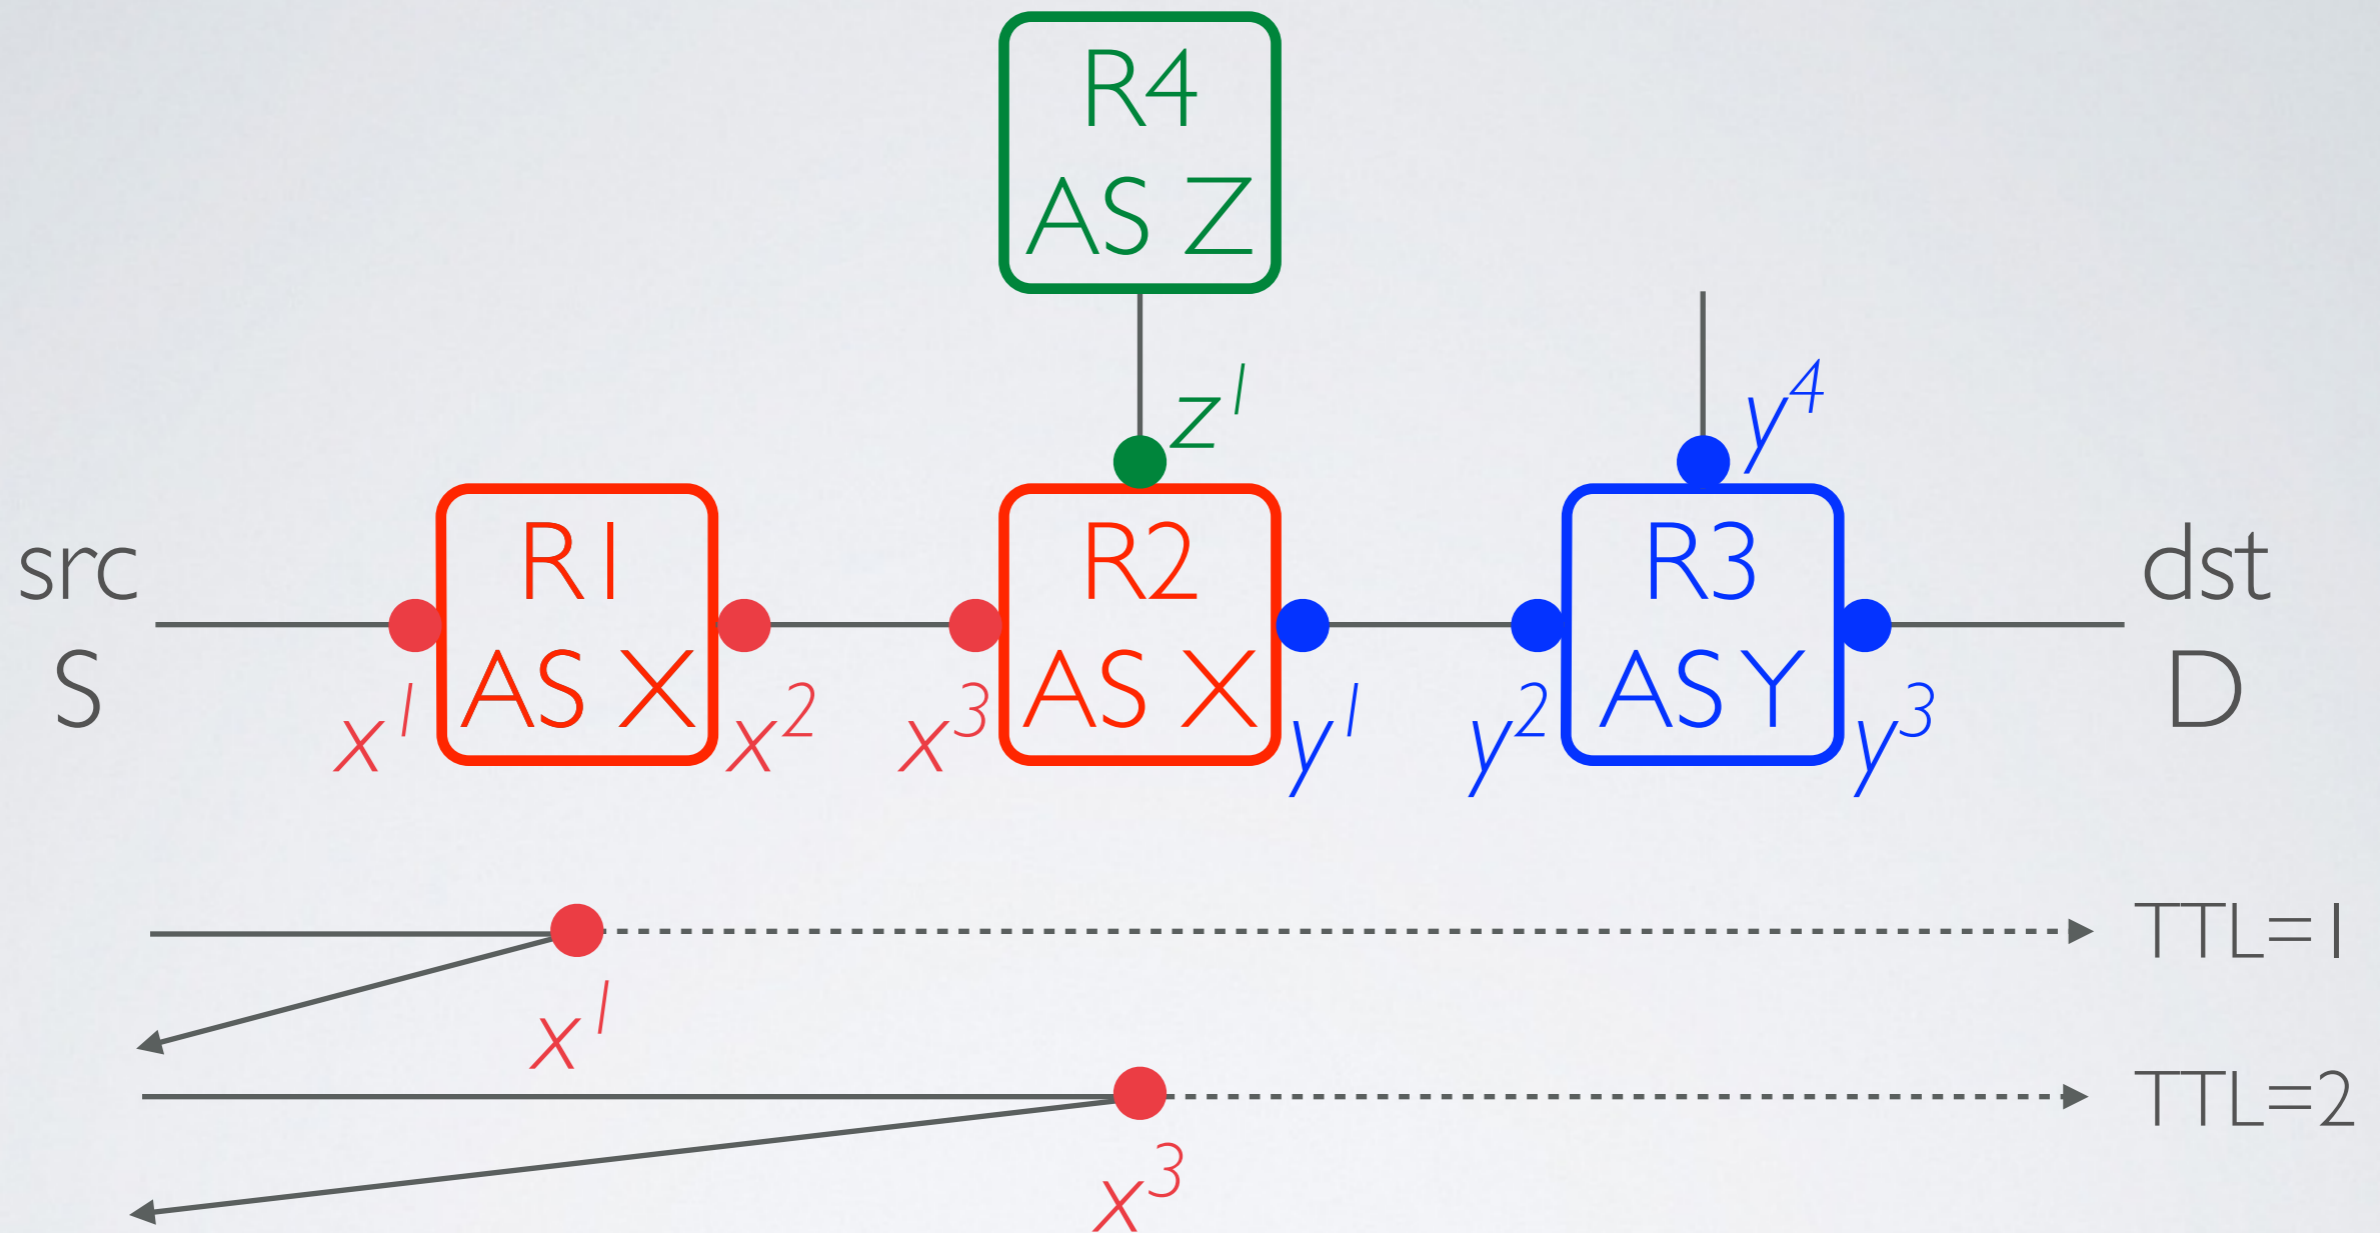 R4
AS Z
z¹
y⁴
src
S
R1
AS X
R2
AS X
R3
AS Y
dst
D
x¹
x²
x³
y¹
y²
y³
TTL=1
x¹
TTL=2
x³